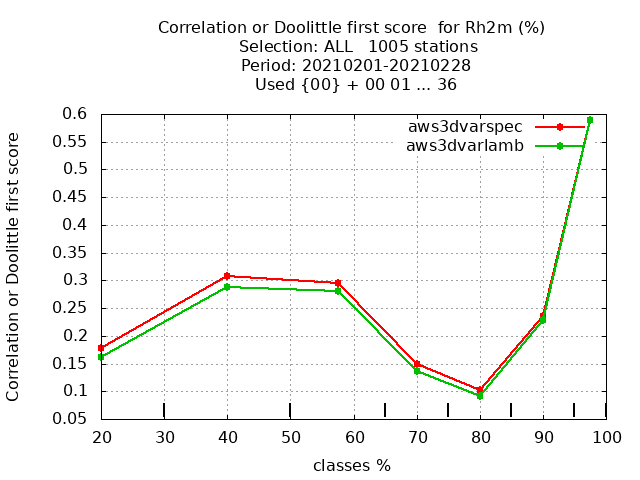 Correlation or Doolittle first score  for Rh2m (%)
Selection: ALL   1005 stations
Period: 20210201-20210228
Used {00} + 00 01 ... 36
Correlation or Doolittle first score
aws3dvarspec
aws3dvarlamb
0.6
0.55
0.5
0.45
0.4
0.35
0.3
0.25
0.2
0.15
0.1
0.05
20 30 40 50 60 70 80 90 100
classes %